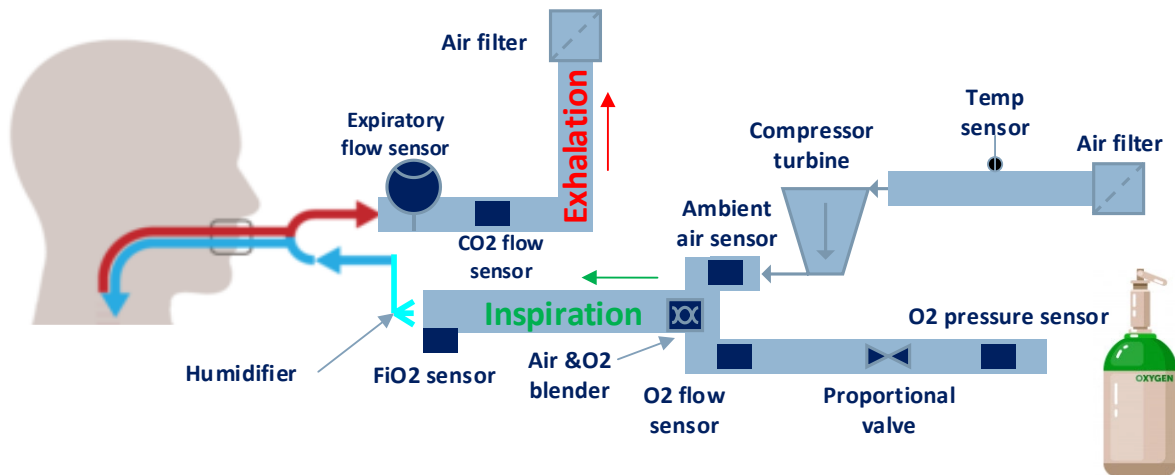 Air filter
Expiratory
flow sensor
Exhalation
CO2 flow
sensor
Temp
sensor
Compressor
turbine
Air filter
Ambient
air sensor
Inspiration
O2 pressure sensor
Humidifier
FiO2 sensor
Air &O2
blender
O2 flow
sensor
Proportional
valve
OXYGEN